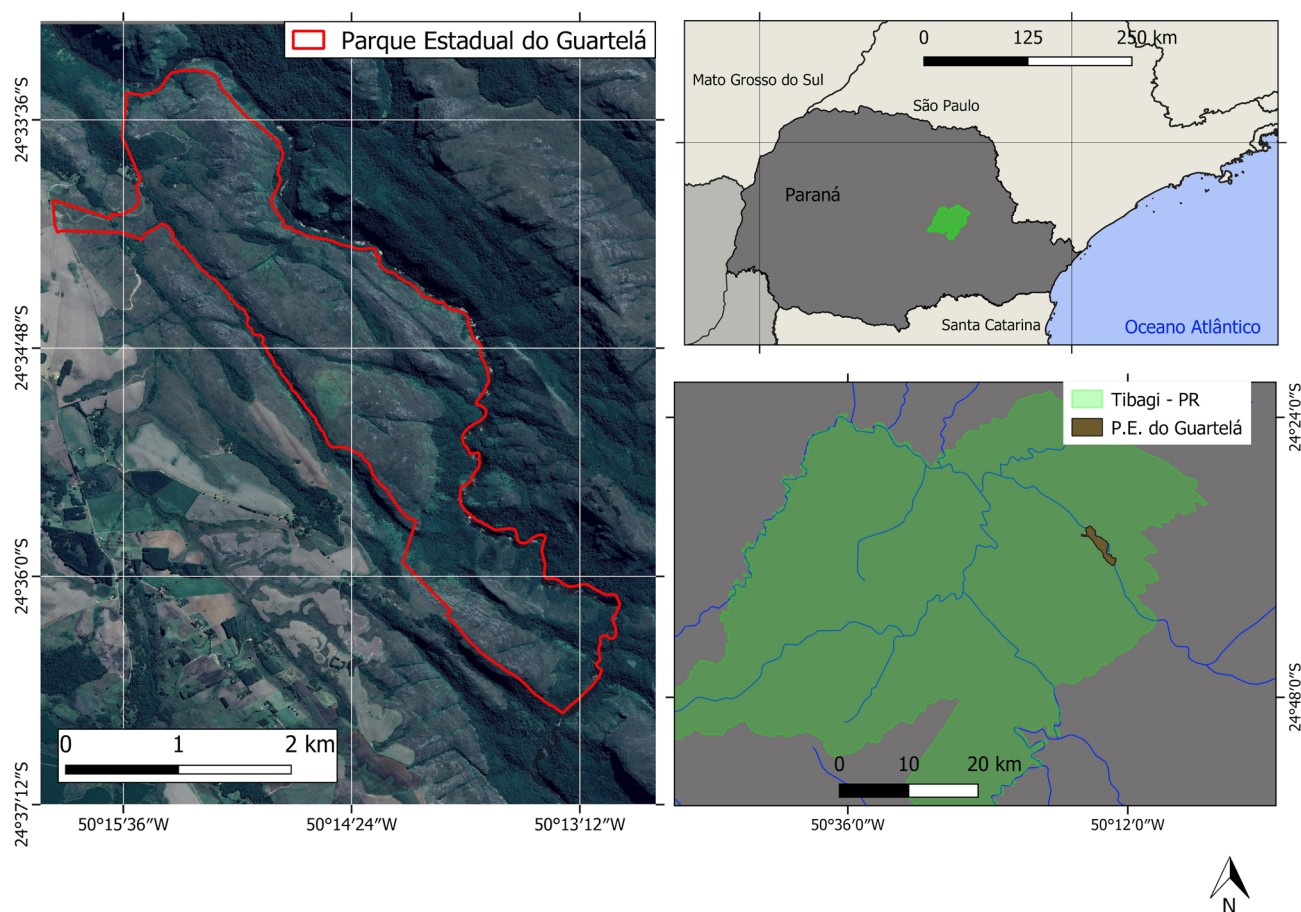 Parque Estadual do Guartelá
24°33'36"S
24°34'48"S
24°36'0"S
24°37'12"S
0 1 2 km
50°15'36"W
50°14'24"W
50°13'12"W
0 125 250 km
Mato Grosso do Sul
São Paulo
Paraná
Santa Catarina
Oceano Atlântico
Tibagi - PR
P.E. do Guartelá
24°24'0"S
24°48'0"S
0 10 20 km
50°36'0"W
50°12'0"W
N